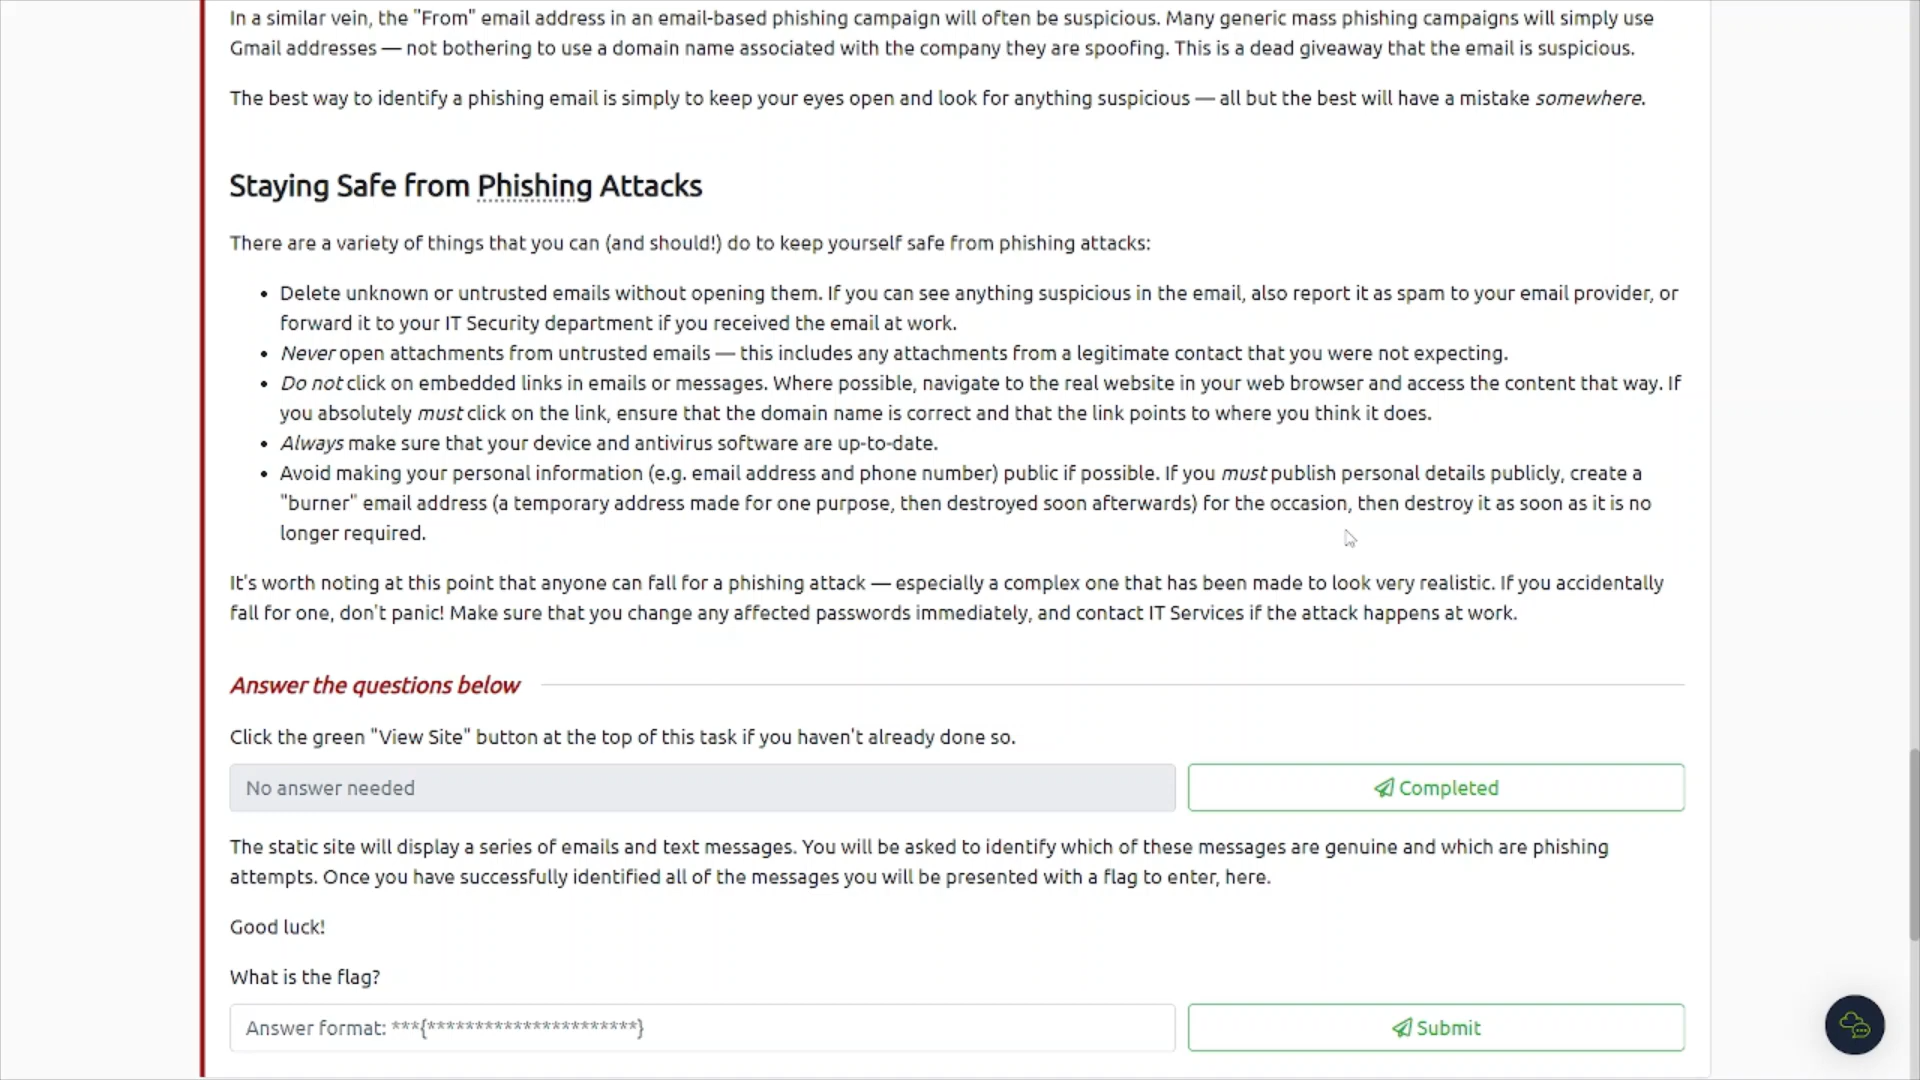 In a similar vein, the "From" email address in an email-based phishing campaign will often be suspicious. Many generic mass phishing campaigns will simply use
Gmail addresses — not bothering to use a domain name associated with the company they are spoofing. This is a dead giveaway that the email is suspicious.
The best way to identify a phishing email is simply to keep your eyes open and look for anything suspicious — all but the best will have a mistake somewhere.
Staying Safe from Phishing Attacks
There are a variety of things that you can (and should!) do to keep yourself safe from phishing attacks:
• Delete unknown or untrusted emails without opening them. If you can see anything suspicious in the email, also report it as spam to your email provider, or
forward it to your IT Security department if you received the email at work.
• Never open attachments from untrusted emails — this includes any attachments from a legitimate contact that you were not expecting.
• Do not click on embedded links in emails or messages. Where possible, navigate to the real website in your web browser and access the content that way. If
you absolutely must click on the link, ensure that the domain name is correct and that the link points to where you think it does.
• Always make sure that your device and antivirus software are up-to-date.
• Avoid making your personal information (e.g. email address and phone number) public if possible. If you must publish personal details publicly, create a
"burner" email address (a temporary address made for one purpose, then destroyed soon afterwards) for the occasion, then destroy it as soon as it is no
longer required.
It's worth noting at this point that anyone can fall for a phishing attack — especially a complex one that has been made to look very realistic. If you accidentally
fall for one, don't panic! Make sure that you change any affected passwords immediately, and contact IT Services if the attack happens at work.
Answer the questions below
Click the green "View Site" button at the top of this task if you haven't already done so.
No answer needed
Completed
The static site will display a series of emails and text messages. You will be asked to identify which of these messages are genuine and which are phishing
attempts. Once you have successfully identified all of the messages you will be presented with a flag to enter, here.
Good luck!
What is the flag?
Answer format: ***{**********************}
Submit